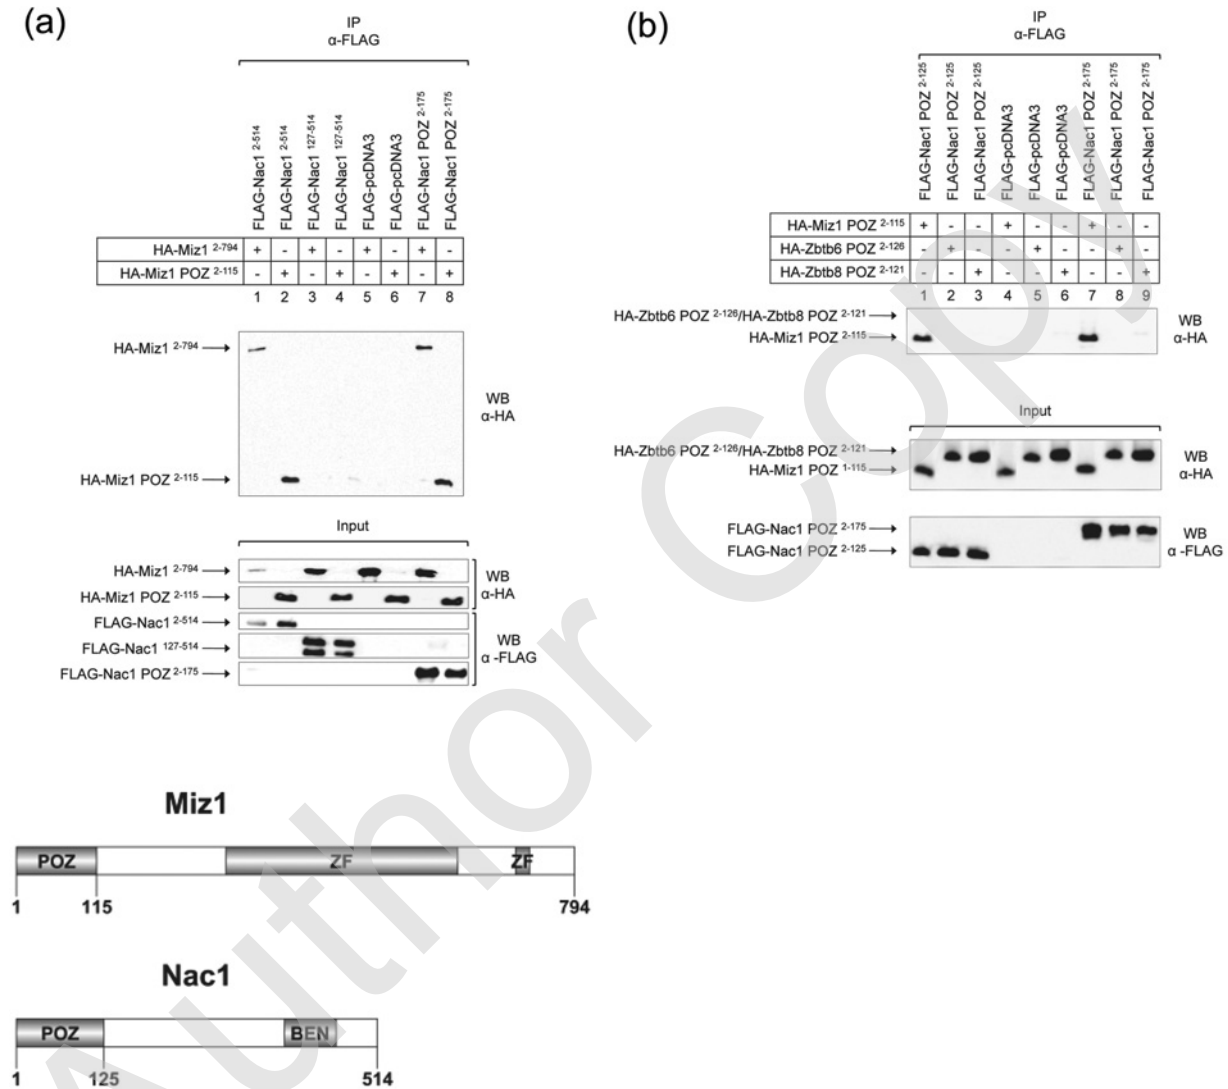 (a)
IP
α-FLAG
FLAG-Nac1 2-514
FLAG-Nac1 2-514
FLAG-Nac1 127-514
FLAG-Nac1 127-514
FLAG-pcDNA3
FLAG-pcDNA3
FLAG-Nac1 POZ 2-175
FLAG-Nac1 POZ 2-175
HA-Miz1 2-794 + - + - + - + -
HA-Miz1 POZ 2-115 - + - + - + - +
1 2 3 4 5 6 7 8
HA-Miz1 2-794
WB
α-HA
HA-Miz1 POZ 2-115
Input
HA-Miz1 2-794
HA-Miz1 POZ 2-115
WB
α-HA
FLAG-Nac1 2-514
FLAG-Nac1 127-514
FLAG-Nac1 POZ 2-175
WB
α-FLAG
(b)
IP
α-FLAG
FLAG-Nac1 POZ 2-125
FLAG-Nac1 POZ 2-125
FLAG-Nac1 POZ 2-125
FLAG-pcDNA3
FLAG-pcDNA3
FLAG-pcDNA3
FLAG-Nac1 POZ 2-175
FLAG-Nac1 POZ 2-175
FLAG-Nac1 POZ 2-175
HA-Miz1 POZ 2-115 + - - + - - + - -
HA-Zbtb6 POZ 2-126 - + - - + - - + -
HA-Zbtb8 POZ 2-121 - - + - - + - - +
1 2 3 4 5 6 7 8 9
HA-Zbtb6 POZ 2-126/HA-Zbtb8 POZ 2-121
HA-Miz1 POZ 2-115
WB
α-HA
Input
HA-Zbtb6 POZ 2-126/HA-Zbtb8 POZ 2-121
HA-Miz1 POZ 1-115
WB
α-HA
FLAG-Nac1 POZ 2-175
FLAG-Nac1 POZ 2-125
WB
α -FLAG
Miz1
POZ ZF ZF
1 115 794
Nac1
POZ BEN
1 125 514
Author Copy